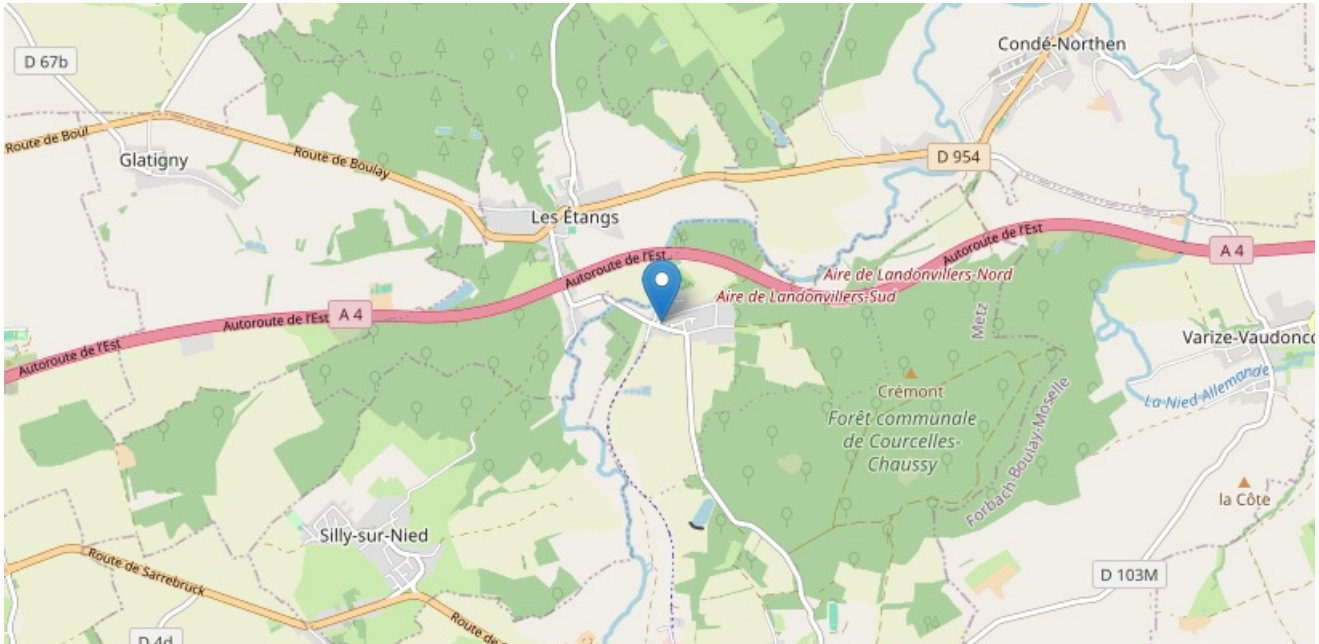 Condé-Northen
D 67b
Route de Boul
Glatigny
Route de Boulay
D 954
Les Étangs
Autoroute de l'Est
Autoroute de l'Est
A 4
Aire de Landonvillers-Nord
Aire de Landonvillers-Sud
Autoroute de l'Est
A 4
Autoroute de l'Est
Metz
Varize-Vaudonco
Crémont
La Nied Allemande
Forêt communale
de Courcelles-
Chaussy
Forbach-Boulay-Moselle
la Côte
Silly-sur-Nied
Route de Sarrebruck
D 103M
Route de
D 4d